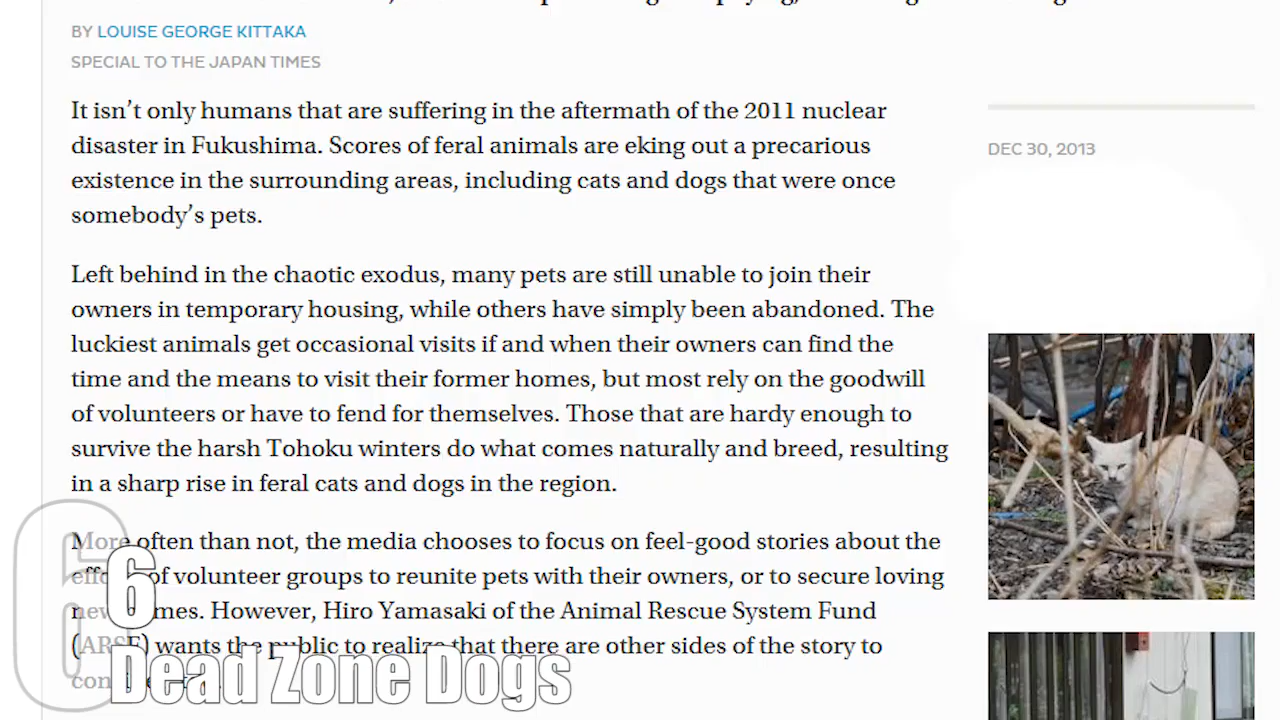 BY LOUISE GEORGE KITTAKA
SPECIAL TO THE JAPAN TIMES
It isn’t only humans that are suffering in the aftermath of the 2011 nuclear
disaster in Fukushima. Scores of feral animals are eking out a precarious
existence in the surrounding areas, including cats and dogs that were once
somebody’s pets.
Left behind in the chaotic exodus, many pets are still unable to join their
owners in temporary housing, while others have simply been abandoned. The
luckiest animals get occasional visits if and when their owners can find the
time and the means to visit their former homes, but most rely on the goodwill
of volunteers or have to fend for themselves. Those that are hardy enough to
survive the harsh Tohoku winters do what comes naturally and breed, resulting
in a sharp rise in feral cats and dogs in the region.
More often than not, the media chooses to focus on feel-good stories about the
of volunteer groups to reunite pets with their owners, or to secure loving
However, Hiro Yamasaki of the Animal Rescue System Fund
(ARSF) wants the public to realize that there are other sides of the story to
DEC 30, 2013
6
6
Dead Zone Dogs